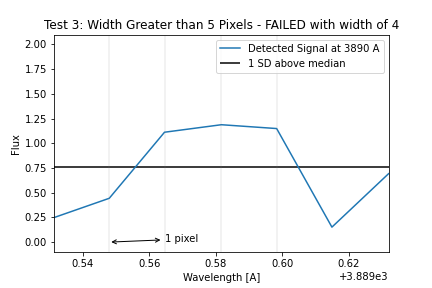 Test 3: Width Greater than 5 Pixels - FAILED with width of 4
Detected Signal at 3890 A
1 SD above median
2.00
1.75
1.50
1.25
1.00
0.75
0.50
0.25
0.00
Flux
1 pixel
0.54 0.56 0.58 0.60 0.62
Wavelength [A]
+3.889e3